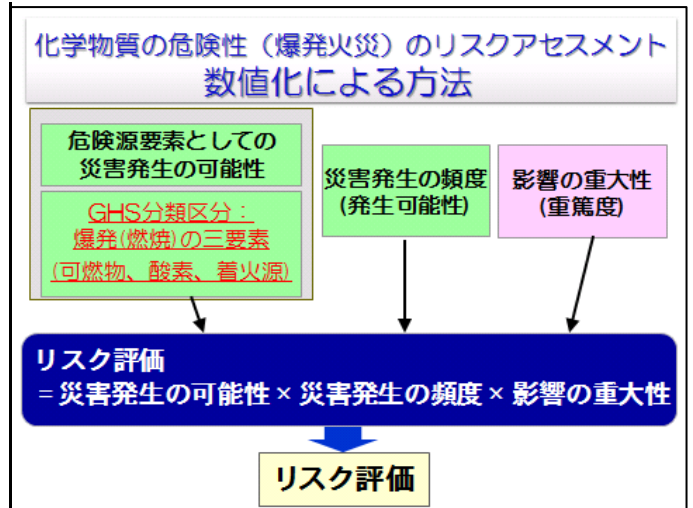 化学物質の危険性（爆発火災）のリスクアセスメント
数値化による方法
危険源要素としての
災害発生の可能性
GHS分類区分：
爆発(燃焼)の三要素
(可燃物、酸素、着火源)
災害発生の頻度
(発生可能性)
影響の重大性
(重篤度)
リスク評価
＝災害発生の可能性×災害発生の頻度×影響の重大性
リスク評価